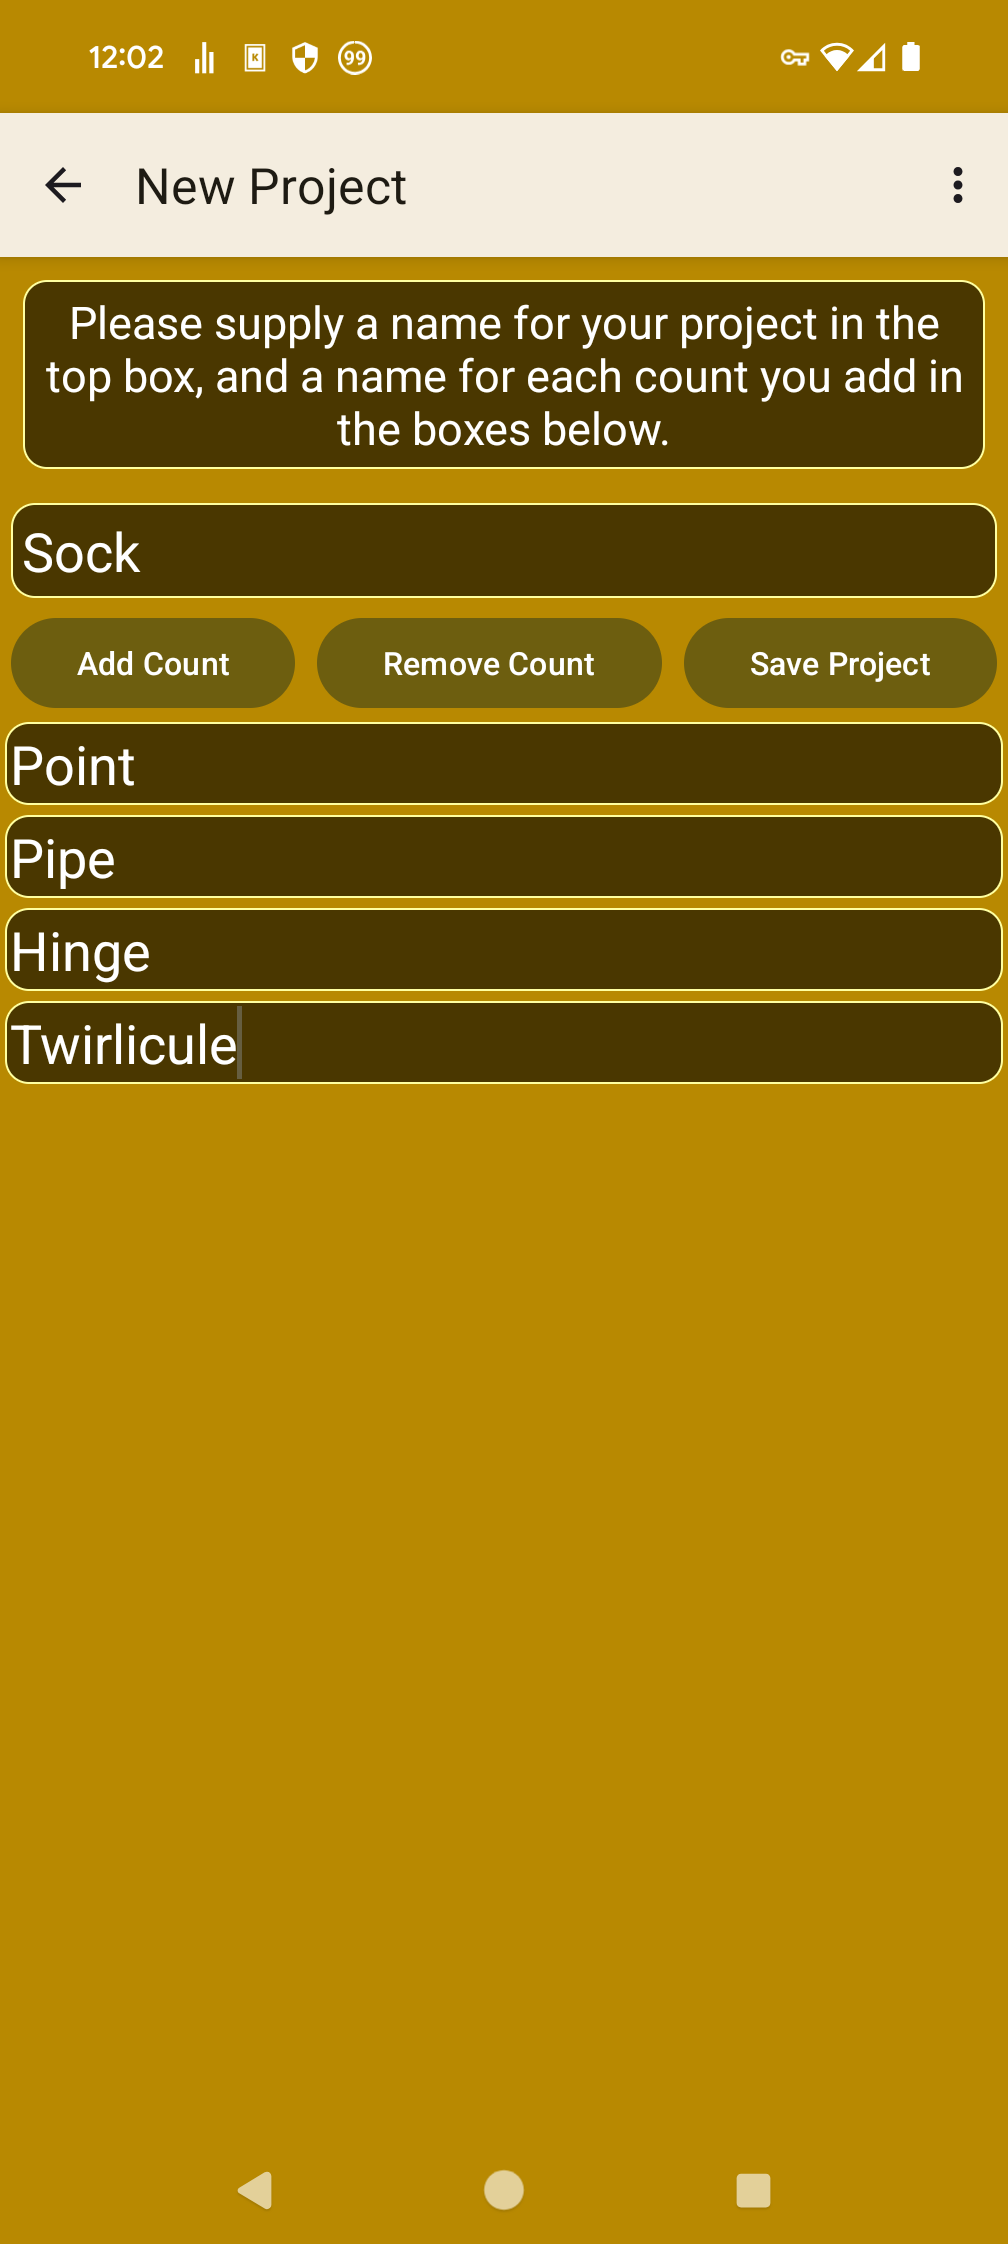 12:02
99
New Project
Please supply a name for your project in the
top box, and a name for each count you add in
the boxes below.
Sock
Add Count Remove Count Save Project
Point
Pipe
Hinge
Twirlicule